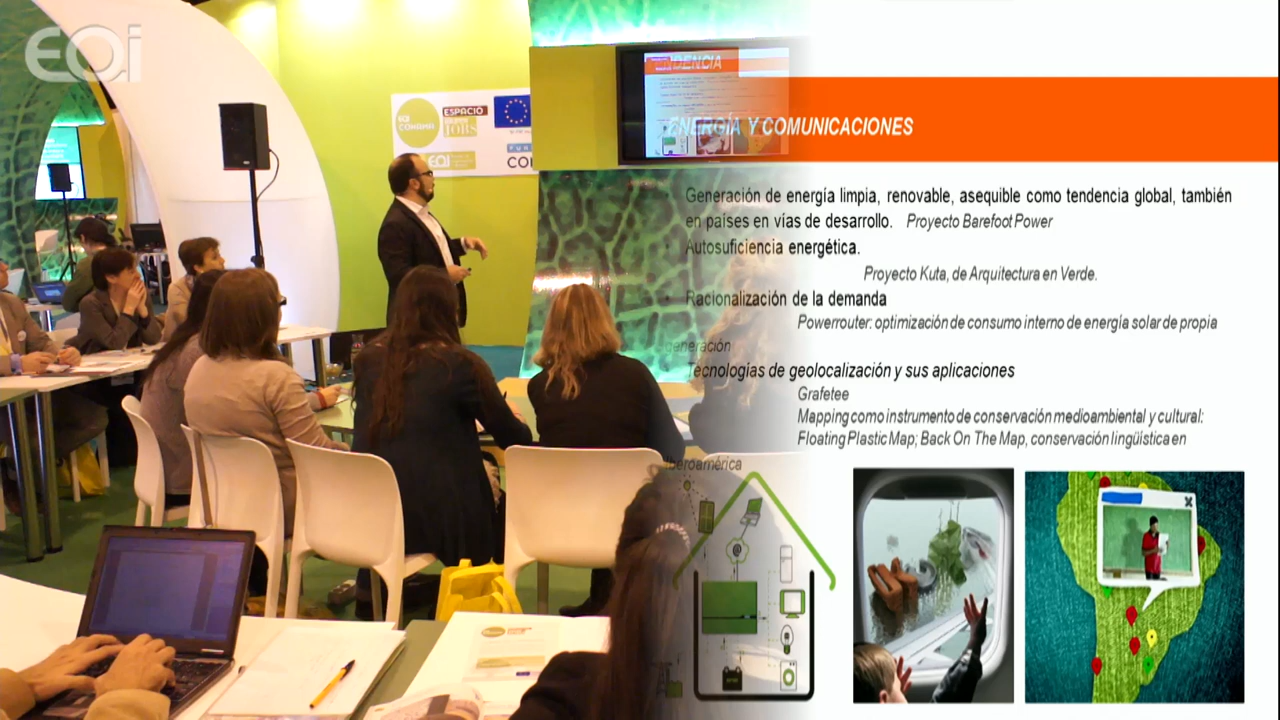 EOi
ESPACIO
JOBS
EOI
CO
NDENCIA
ENERGÍA Y COMUNICACIONES
Generación de energía limpia, renovable, asequible como tendencia global, también
en países en vías de desarrollo. Proyecto Barefoot Power
Autosuficiencia energética.
Proyecto Kuta, de Arquitectura en Verde.
Racionalización de la demanda
Powerrouter: optimización de consumo interno de energía solar de propia
generación
Tecnologías de geolocalización y sus aplicaciones
Grafetee
Mapping como instrumento de conservación medioambiental y cultural:
Floating Plastic Map; Back On The Map, conservación lingüística en
Iberoamérica